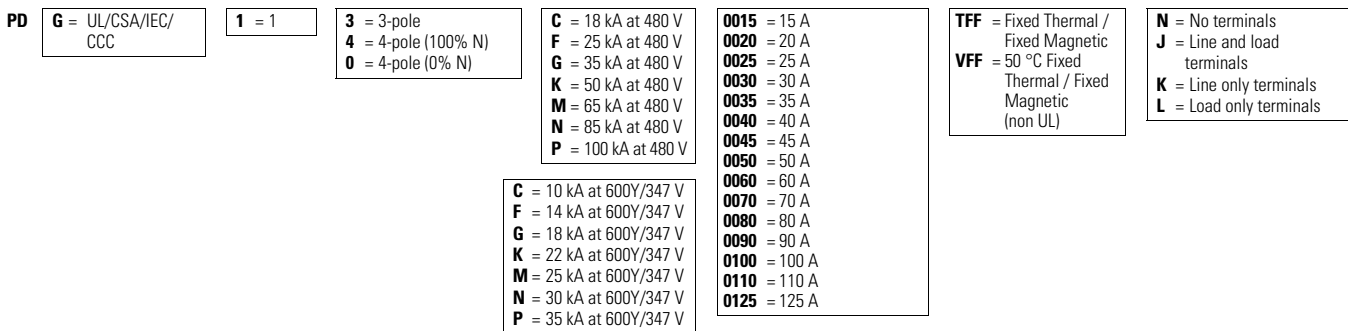 PD
G = UL/CSA/IEC/
CCC
1 = 1
3 = 3-pole
4 = 4-pole (100% N)
0 = 4-pole (0% N)
C = 18 kA at 480 V
F = 25 kA at 480 V
G = 35 kA at 480 V
K = 50 kA at 480 V
M = 65 kA at 480 V
N = 85 kA at 480 V
P = 100 kA at 480 V
C = 10 kA at 600Y/347 V
F = 14 kA at 600Y/347 V
G = 18 kA at 600Y/347 V
K = 22 kA at 600Y/347 V
M = 25 kA at 600Y/347 V
N = 30 kA at 600Y/347 V
P = 35 kA at 600Y/347 V
0015 = 15 A
0020 = 20 A
0025 = 25 A
0030 = 30 A
0035 = 35 A
0040 = 40 A
0045 = 45 A
0050 = 50 A
0060 = 60 A
0070 = 70 A
0080 = 80 A
0090 = 90 A
0100 = 100 A
0110 = 110 A
0125 = 125 A
TFF = Fixed Thermal /
Fixed Magnetic
VFF = 50 °C Fixed
Thermal / Fixed
Magnetic
(non UL)
N = No terminals
J = Line and load
terminals
K = Line only terminals
L = Load only terminals